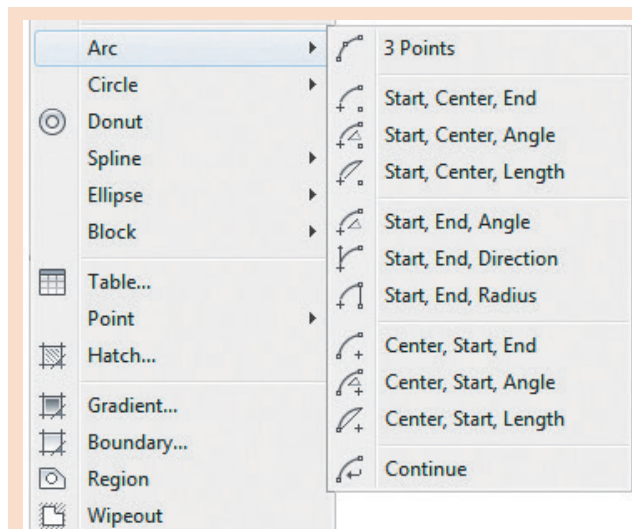 Arc
Circle
Donut
Spline
Ellipse
Block
Table...
Point
Hatch...
Gradient...
Boundary...
Region
Wipeout
3 Points
Start, Center, End
Start, Center, Angle
Start, Center, Length
Start, End, Angle
Start, End, Direction
Start, End, Radius
Center, Start, End
Center, Start, Angle
Center, Start, Length
Continue